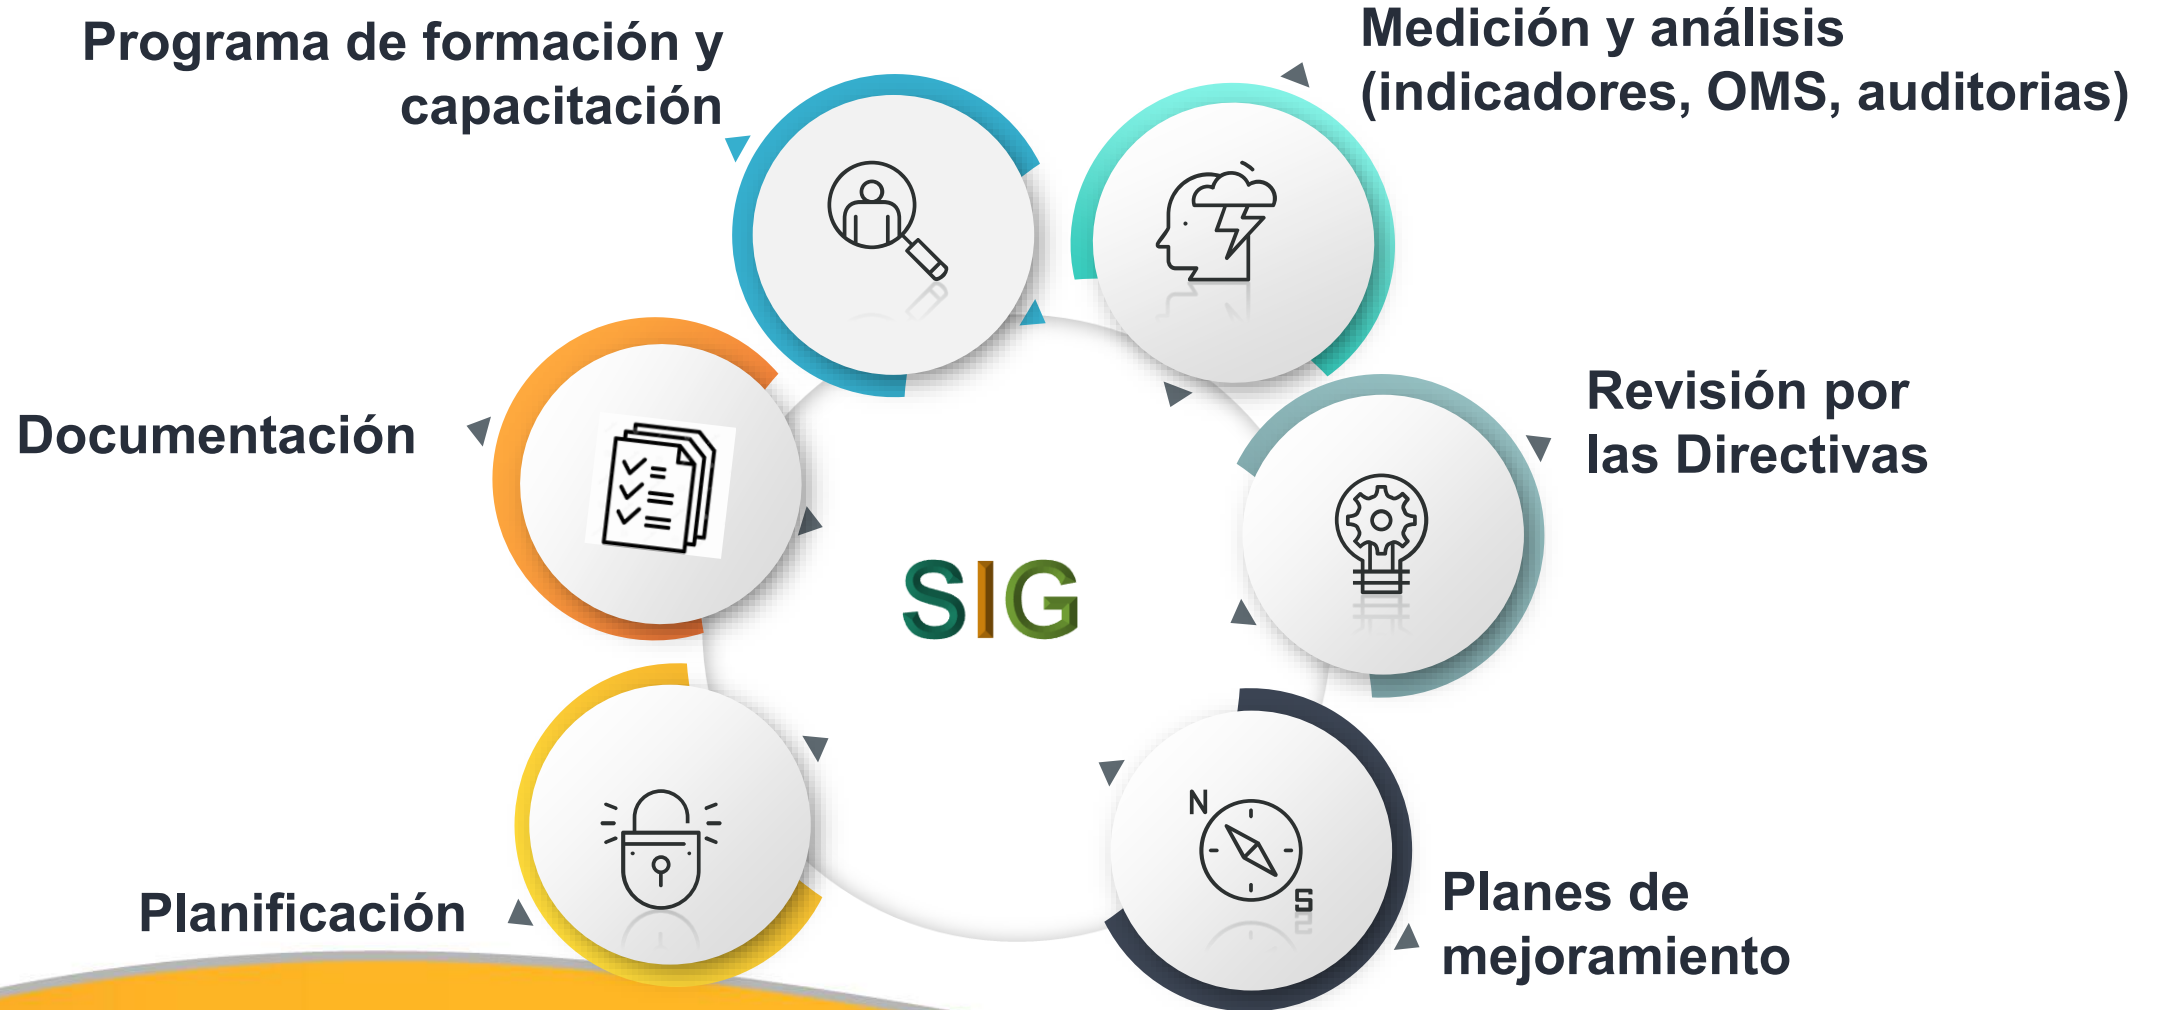 Programa de formación y
capacitación
Medición y análisis
(indicadores, OMS, auditorias)
Documentación
Revisión por
las Directivas
SIG
Planificación
N
S
Planes de
mejoramiento